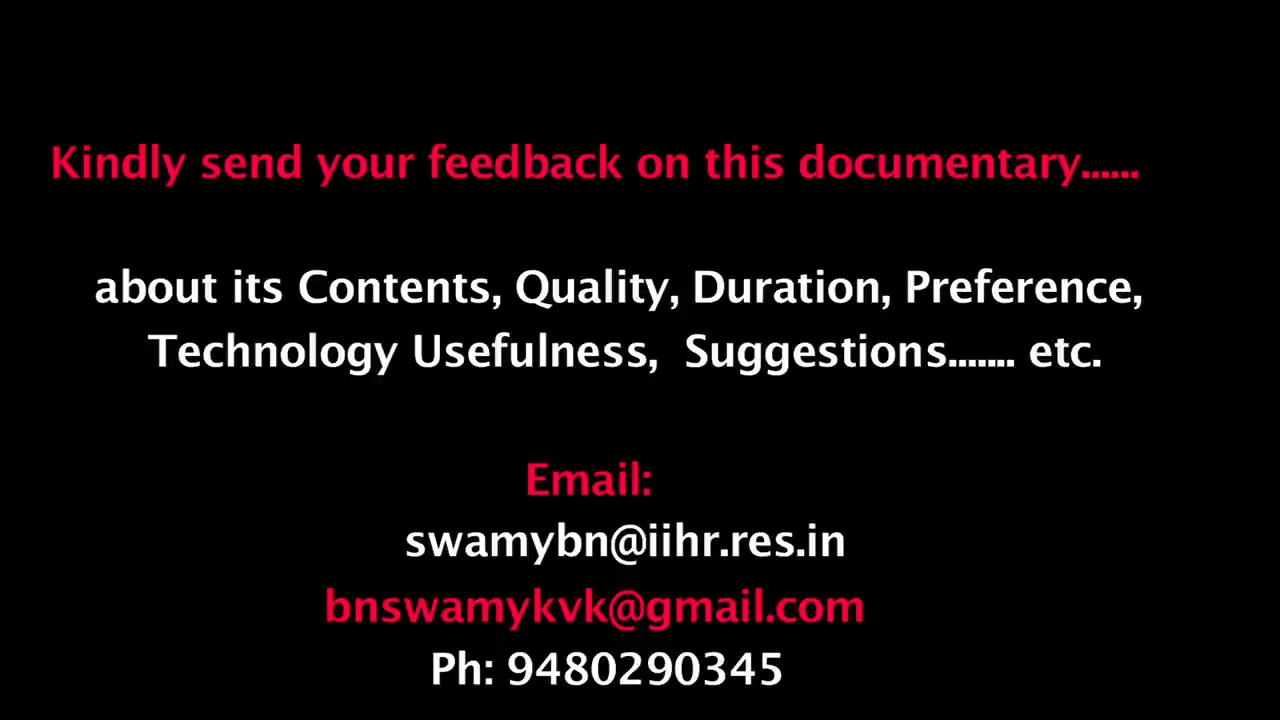 Kindly send your feedback on this documentary......
about its Contents, Quality, Duration, Preference,
Technology Usefulness, Suggestions....... etc.
Email:
swamybn@iihr.res.in
bnswamykvk@gmail.com
Ph: 9480290345